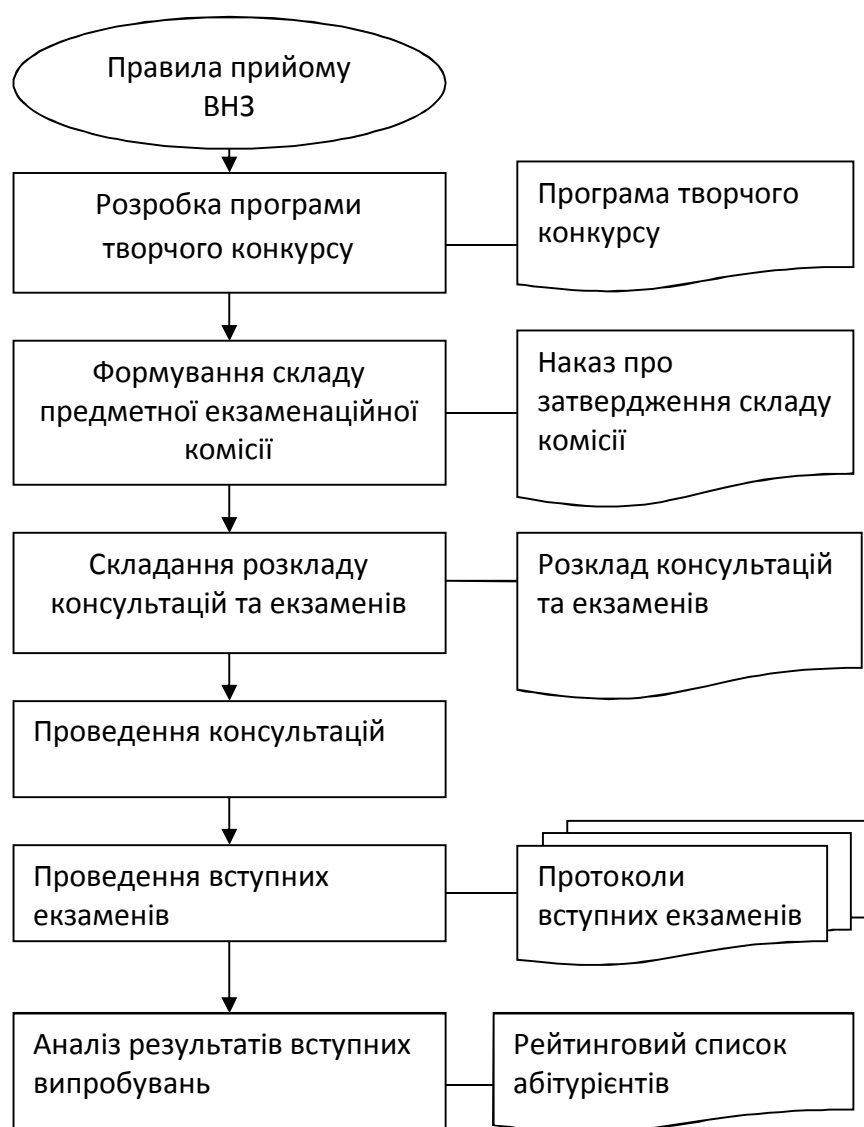 Правила прийому
ВНЗ
Розробка програми
творчого конкурсу
Програма творчого
конкурсу
Формування складу
предметної екзаменаційної
комісії
Наказ про
затвердження складу
комісії
Складання розкладу
консультацій та екзаменів
Розклад консультацій
та екзаменів
Проведення консультацій
Проведення вступних
екзаменів
Протоколи
вступних екзаменів
Аналіз результатів вступних
випробувань
Рейтинговий список
абітурієнтів